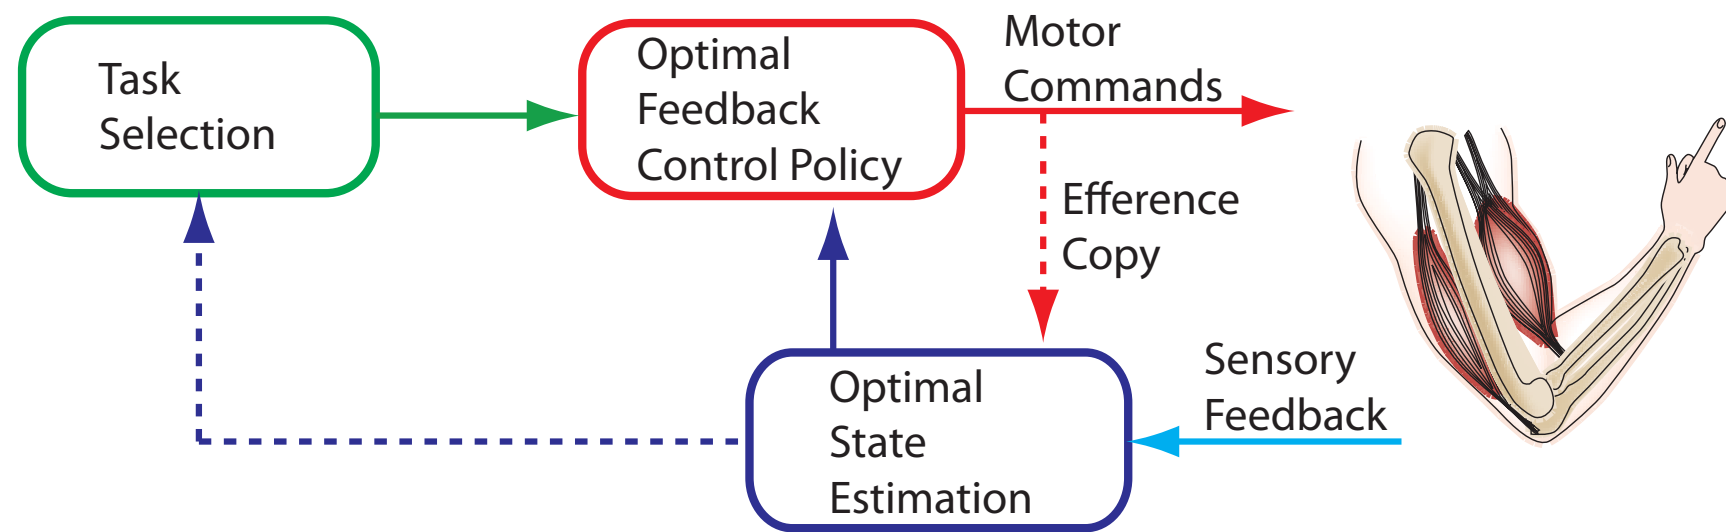 Task
Selection
Optimal
Feedback
Control Policy
Motor
Commands
Efference
Copy
Optimal
State
Estimation
Sensory
Feedback